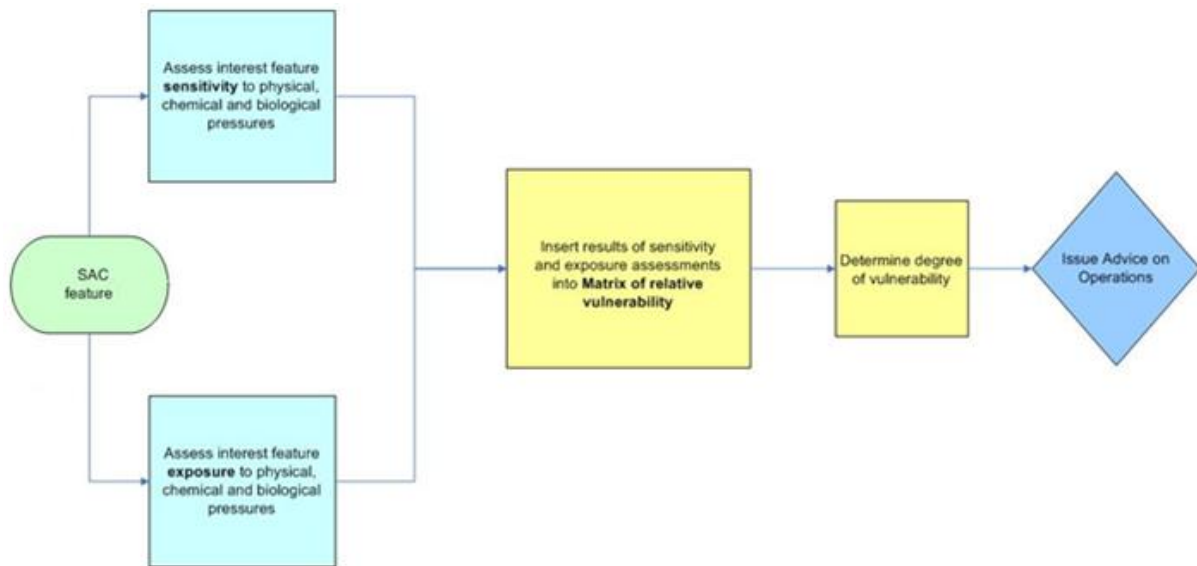 Assess interest feature
sensitivity to physical,
chemical and biological
pressures
SAC
feature
Assess interest feature
exposure to physical,
chemical and biological
pressures
Insert results of sensitivity
and exposure assessments
into Matrix of relative
vulnerability
Determine degree
of vulnerability
Issue Advice on
Operations